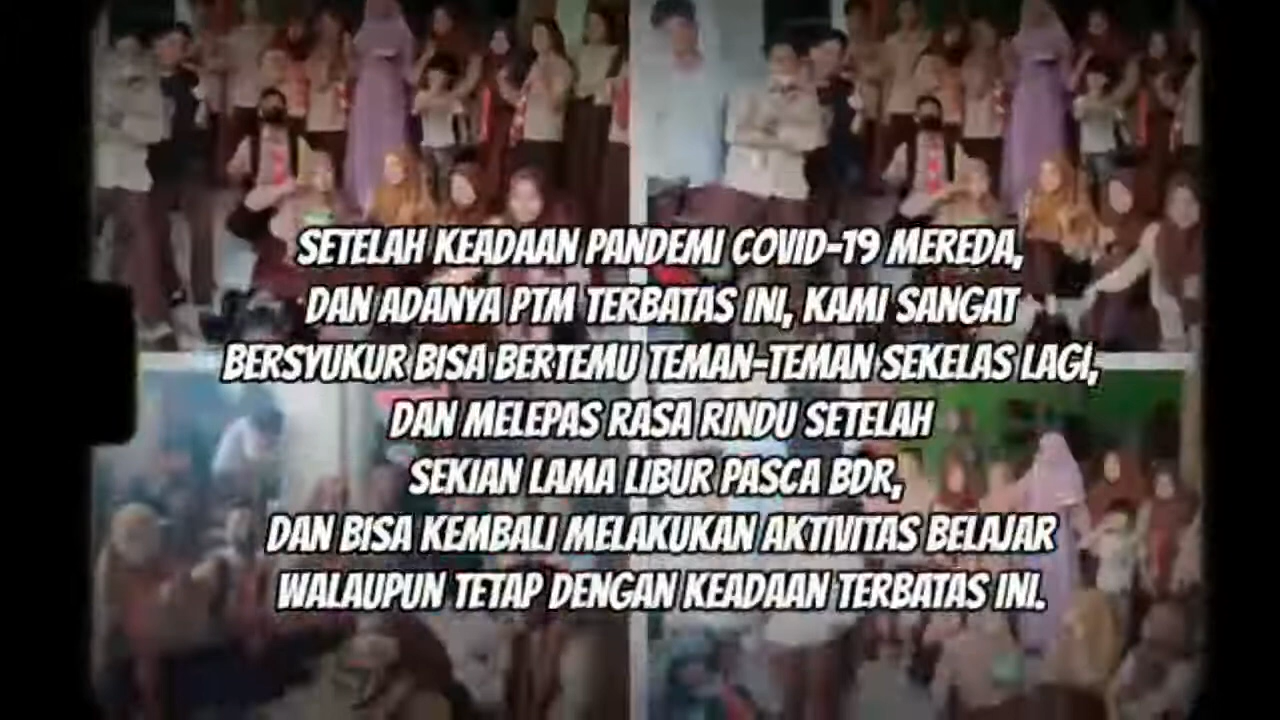 SETELAH KEADAAN PANDEMI COVID-19 MEREDA,
DAN ADANYA PTM TERBATAS INI, KAMI SANGAT
BERSYUKUR BISA BERTEMU TEMAN-TEMAN SEKELAS LAGI,
DAN MELEPAS RASA RINDU SETELAH
SEKIAN LAMA LIBUR PASCA BDR,
DAN BISA KEMBALI MELAKUKAN AKTIVITAS BELAJAR
WALAUPUN TETAP DENGAN KEADAAN TERBATAS INI.